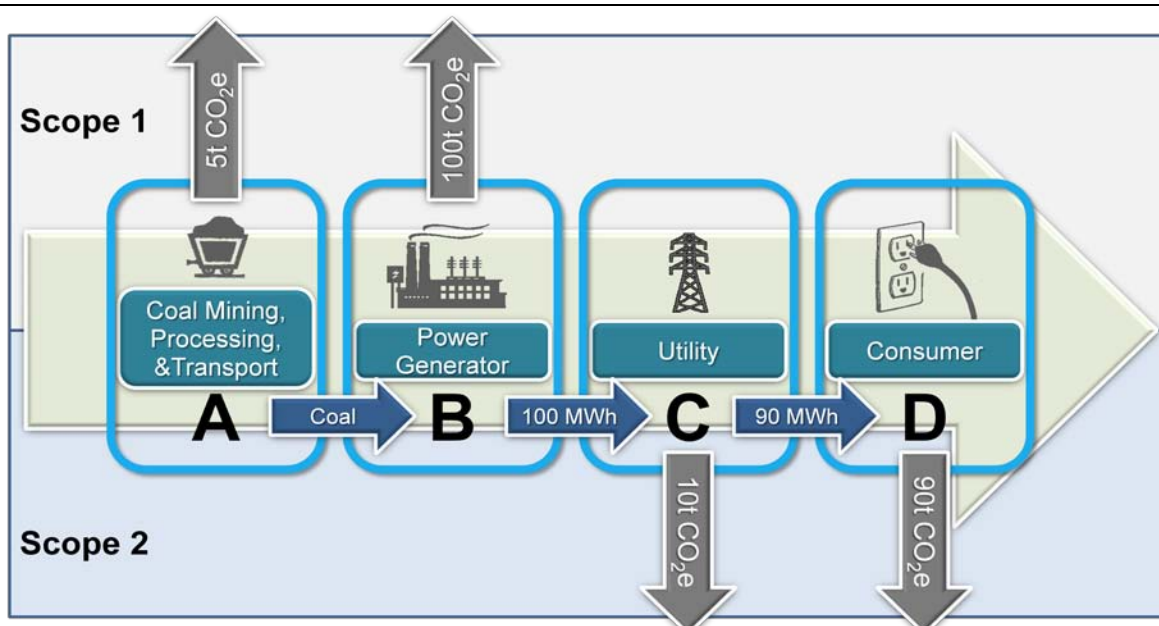 Scope 1
5t CO₂e
100t CO₂e
Coal Mining,
Processing,
&Transport
Power
Generator
Utility
Consumer
A
Coal
B
100 MWh
C
90 MWh
D
Scope 2
10t CO₂e
90t CO₂e